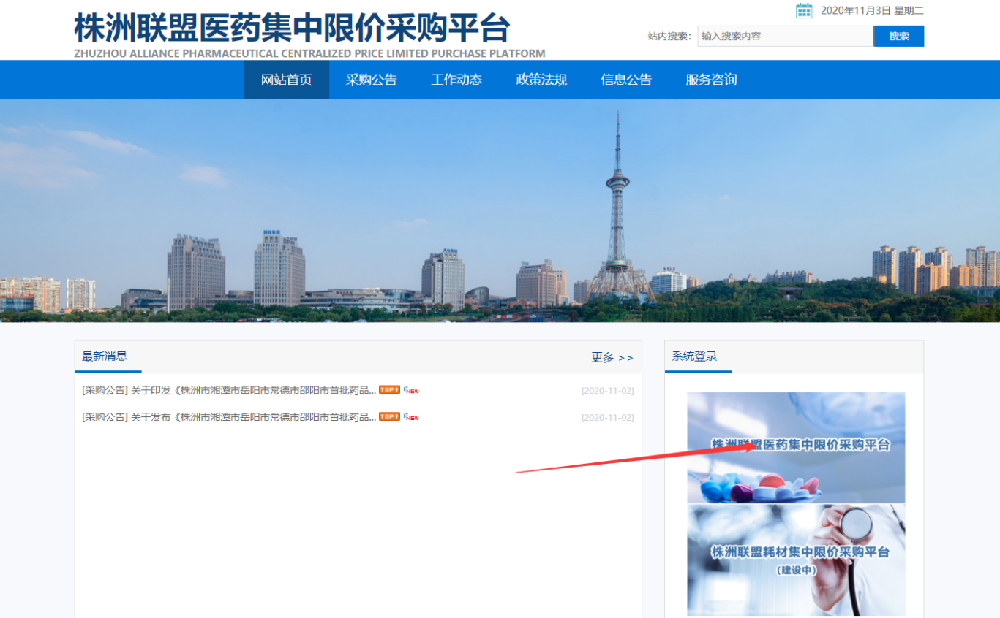 株洲联盟医药集中限价采购平台
ZHUZHOU ALLIANCE PHARMACEUTICAL CENTRALIZED PRICE LIMITED PURCHASE PLATFORM
2020年11月3日 星期二
站内搜索： 输入搜索内容 搜索
网站首页 采购公告 工作动态 政策法规 信息公告 服务咨询
最新消息 更多 >>
[采购公告] 关于印发《株洲市湘潭市岳阳市常德市邵阳市首批药品... TOP NEW [2020-11-02]
[采购公告] 关于发布《株洲市湘潭市岳阳市常德市邵阳市首批药品... TOP NEW [2020-11-02]
系统登录
株洲联盟医药集中限价采购平台
株洲联盟耗材集中限价采购平台
（建设中）